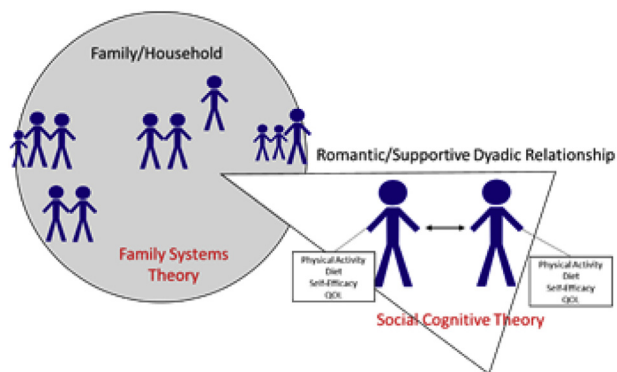 Family/Household
Romantic/Supportive Dyadic Relationship
Family Systems
Theory
Physical Activity
Diet
Self-Efficacy
QOL
Physical Activity
Diet
Self-Efficacy
QOL
Social Cognitive Theory